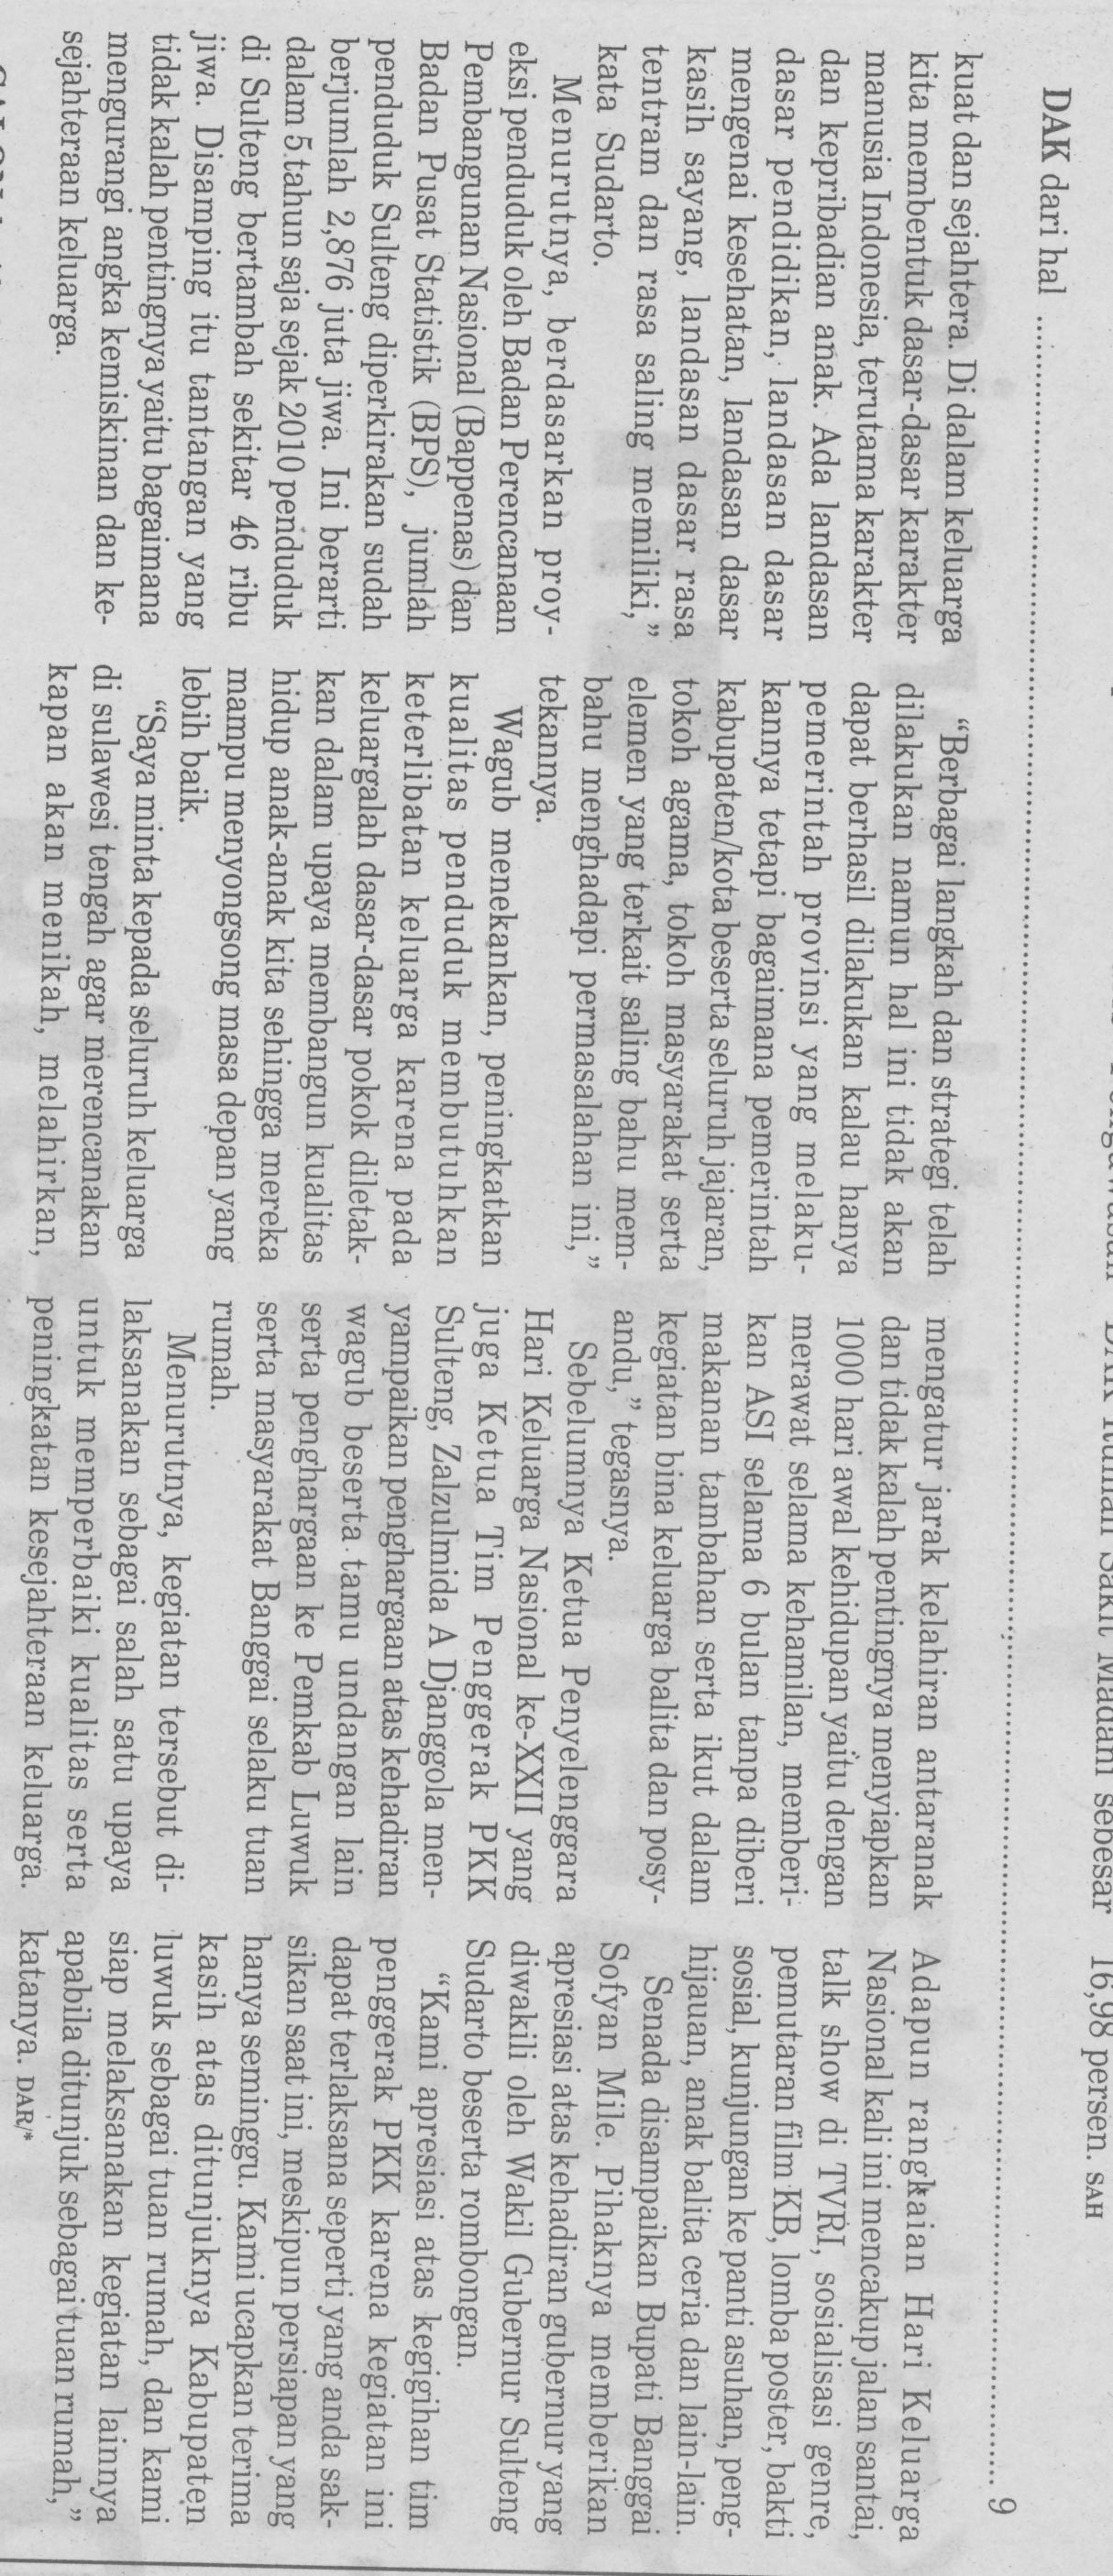 16,98 persen. SAH
DAK dari hal ........ 9
kuat dan sejahtera. Di dalam keluarga
kita membentuk dasar-dasar karakter
manusia Indonesia, terutama karakter
dan kepribadian anak. Ada landasan
dasar pendidikan, landasan dasar
mengenai kesehatan, landasan dasar
kasih sayang, landasan dasar rasa
tentram dan rasa saling memiliki,”
kata Sudarto.
Menurutnya, berdasarkan proy-
eksi penduduk oleh Badan Perencanaan
Pembangunan Nasional (Bappenas) dan
Badan Pusat Statistik (BPS), jumlah
penduduk Sulteng diperkirakan sudah
berjumlah 2,876 juta jiwa. Ini berarti
dalam 5 tahun saja sejak 2010 penduduk
di Sulteng bertambah sekitar 46 ribu
jiwa. Disamping itu tantangan yang
tidak kalah pentingnya yaitu bagaimana
mengurangi angka kemiskinan dan ke-
sejahteraan keluarga.
“Berbagai langkah dan strategi telah
dilakukan namun hal ini tidak akan
dapat berhasil dilakukan kalau hanya
pemerintah provinsi yang melaku-
kannya tetapi bagaimana pemerintah
kabupaten/kota beserta seluruh jajaran,
tokoh agama, tokoh masyarakat serta
elemen yang terkait saling bahu mem-
bahu menghadapi permasalahan ini,”
tekannya.
Wagub menekankan, peningkatkan
kualitas penduduk membutuhkan
keterlibatan keluarga karena pada
keluargalah dasar-dasar pokok diletak-
kan dalam upaya membangun kualitas
hidup anak-anak kita sehingga mereka
mampu menyongsong masa depan yang
lebih baik.
“Saya minta kepada seluruh keluarga
di sulawesi tengah agar merencanakan
kapan akan menikah, melahirkan,
mengatur jarak kelahiran antaranak
dan tidak kalah pentingnya menyiapkan
1000 hari awal kehidupan yaitu dengan
merawat selama kehamilan, memberi-
kan ASI selama 6 bulan tanpa diberi
makanan tambahan serta ikut dalam
kegiatan bina keluarga balita dan posy-
andu,” tegasnya.
Sebelumnya Ketua Penyelenggara
Hari Keluarga Nasional ke-XXII yang
juga Ketua Tim Penggerak PKK
Sulteng, Zalzulmida A Djanggola men-
yampaikan penghargaan atas kehadiran
wagub beserta tamu undangan lain
serta penghargaan ke Pemkab Luwuk
serta masyarakat Banggai selaku tuan
rumah.
Menurutnya, kegiatan tersebut di-
laksanakan sebagai salah satu upaya
untuk memperbaiki kualitas serta
peningkatan kesejahteraan keluarga.
Adapun rangkaian Hari Keluarga
Nasional kali ini mencakup jalan santai,
talk show di TVRI, sosialisasi genre,
pemutaran film KB, lomba poster, bakti
sosial, kunjungan ke panti asuhan, peng-
hijauan, anak balita ceria dan lain-lain.
Senada disampaikan Bupati Banggai
Sofyan Mile. Pihaknya memberikan
apresiasi atas kehadiran gubernur yang
diwakili oleh Wakil Gubernur Sulteng
Sudarto beserta rombongan.
“Kami apresiasi atas kegigihan tim
penggerak PKK karena kegiatan ini
dapat terlaksana seperti yang anda sak-
sikan saat ini, meskipun persiapan yang
hanya seminggu. Kami ucapkan terima
kasih atas ditunjuknya Kabupaten
luwuk sebagai tuan rumah, dan kami
siap melaksanakan kegiatan lainnya
apabila ditunjuk sebagai tuan rumah,”
katanya. DAR/*